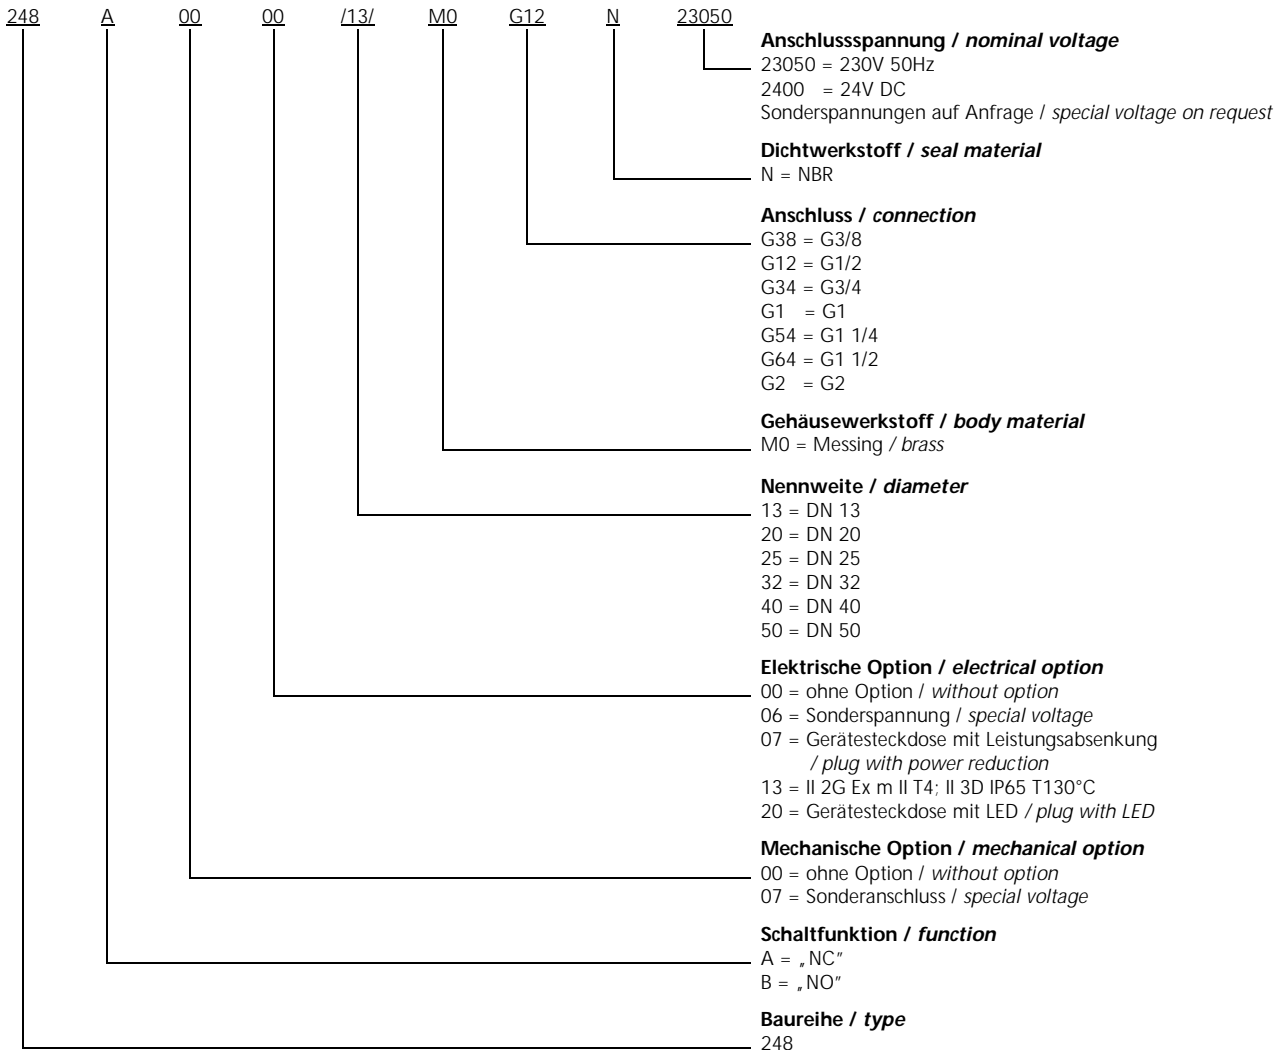 248 A 00 00 /13/ M0 G12 N 23050
Anschlussspannung / nominal voltage
23050 = 230V 50Hz
2400 = 24V DC
Sonderspannungen auf Anfrage / special voltage on request
Dichtwerkstoff / seal material
N = NBR
Anschluss / connection
G38 = G3/8
G12 = G1/2
G34 = G3/4
G1 = G1
G54 = G1 1/4
G64 = G1 1/2
G2 = G2
Gehäusewerkstoff / body material
M0 = Messing / brass
Nennweite / diameter
13 = DN 13
20 = DN 20
25 = DN 25
32 = DN 32
40 = DN 40
50 = DN 50
Elektrische Option / electrical option
00 = ohne Option / without option
06 = Sonderspannung / special voltage
07 = Gerätesteckdose mit Leistungsabsenkung
/ plug with power reduction
13 = II 2G Ex m II T4; II 3D IP65 T130°C
20 = Gerätesteckdose mit LED / plug with LED
Mechanische Option / mechanical option
00 = ohne Option / without option
07 = Sonderanschluss / special voltage
Schaltfunktion / function
A = „NC"
B = „NO"
Baureihe / type
248